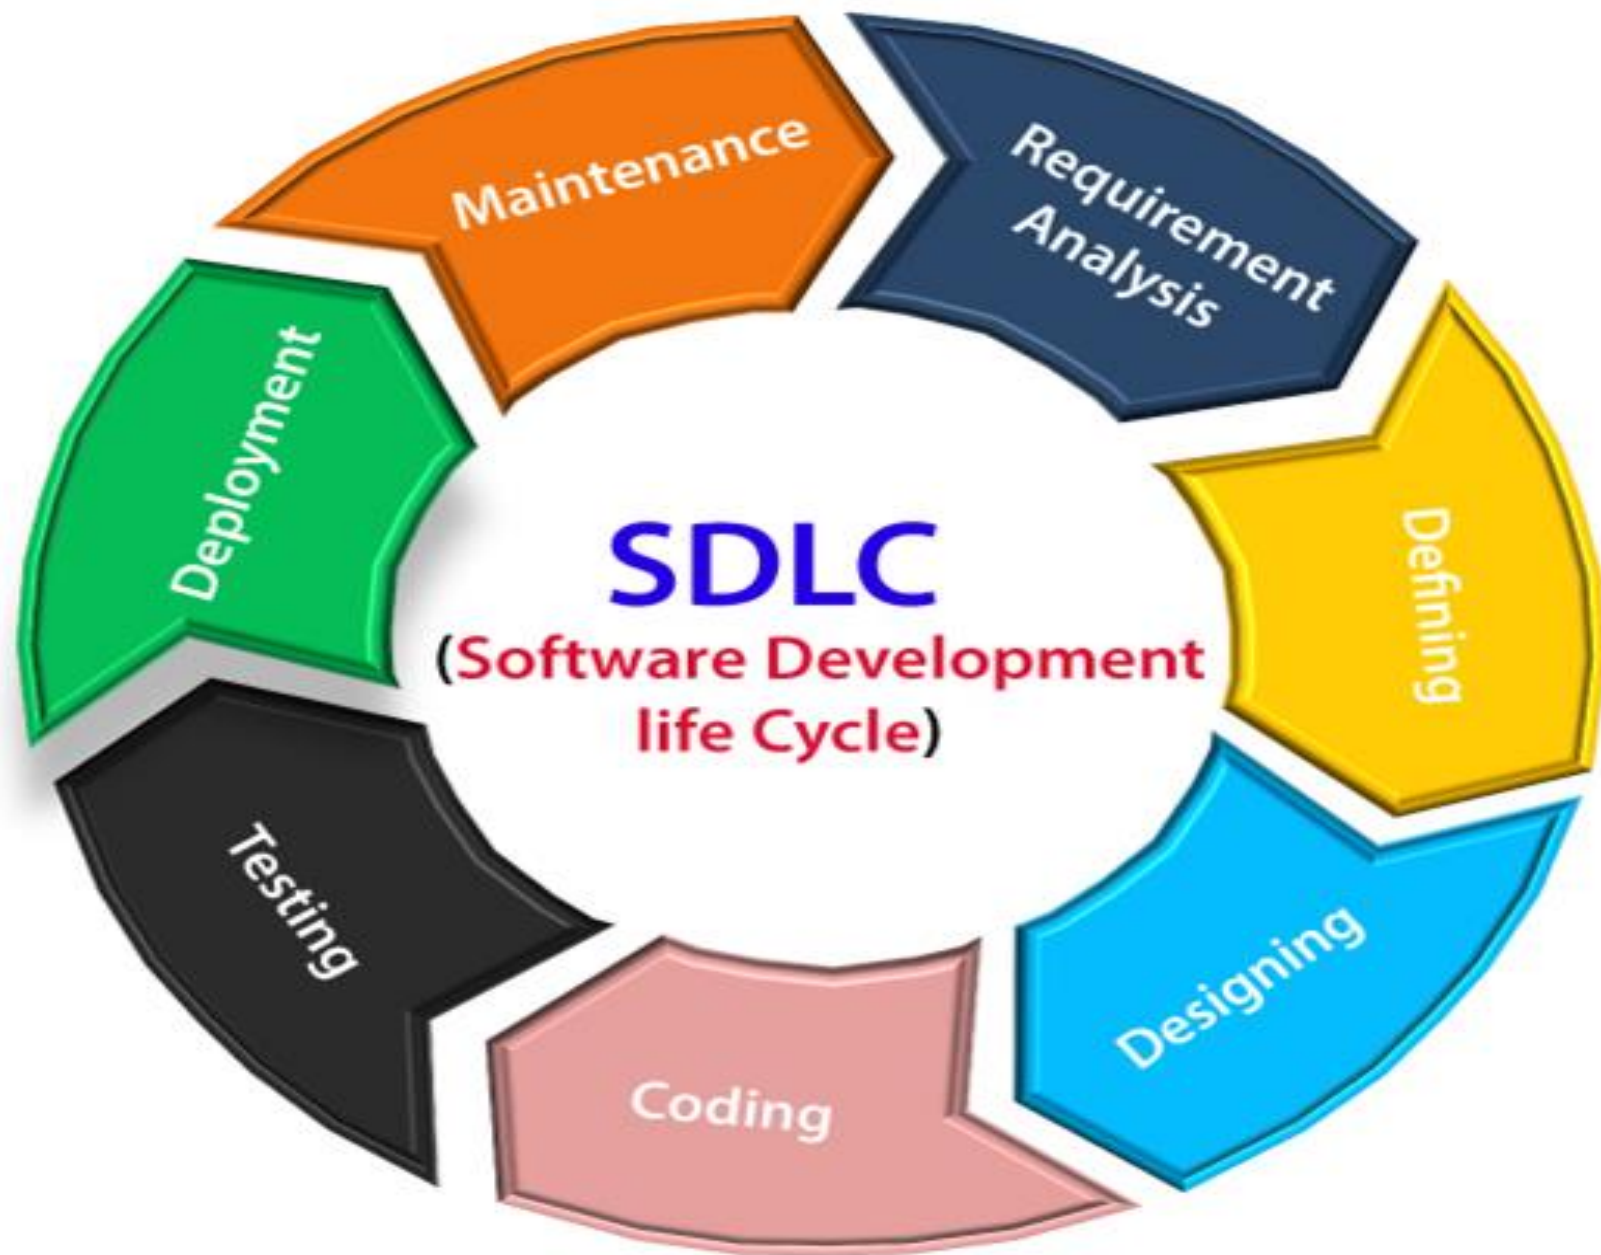 SDLC
(Software Development
life Cycle)
Requirement
Analysis
Defining
Designing
Coding
Testing
Deployment
Maintenance